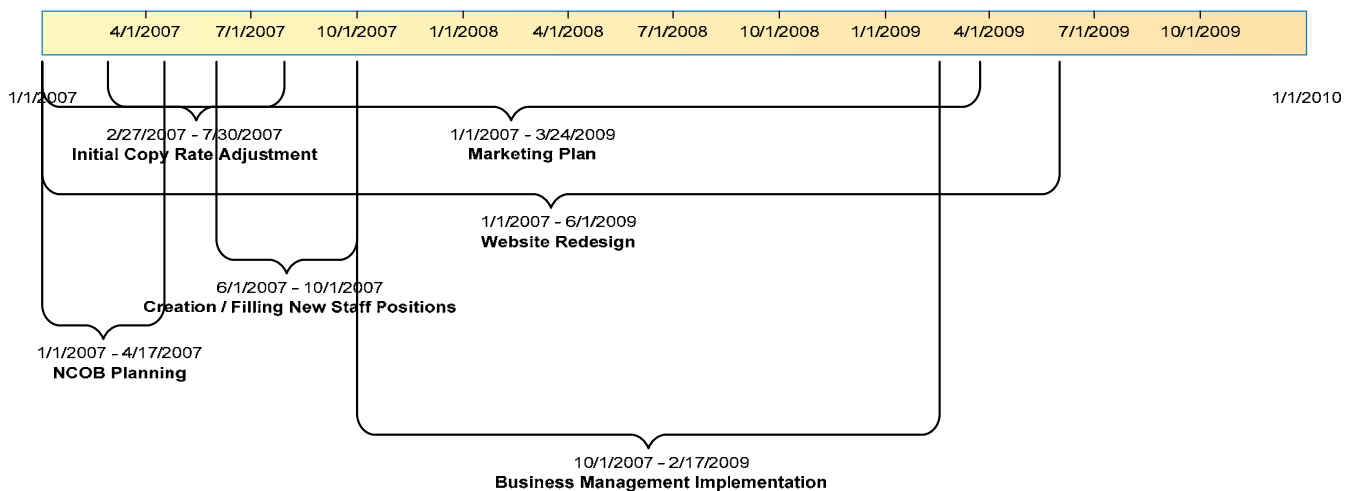 4/1/2007 7/1/2007 10/1/2007 1/1/2008 4/1/2008 7/1/2008 10/1/2008 1/1/2009 4/1/2009 7/1/2009 10/1/2009
1/1/2007 1/1/2010
2/27/2007 - 7/30/2007 1/1/2007 - 3/24/2009
Initial Copy Rate Adjustment Marketing Plan
1/1/2007 - 6/1/2009
Website Redesign
6/1/2007 - 10/1/2007
Creation / Filling New Staff Positions
1/1/2007 - 4/17/2007
NCOB Planning
10/1/2007 - 2/17/2009
Business Management Implementation